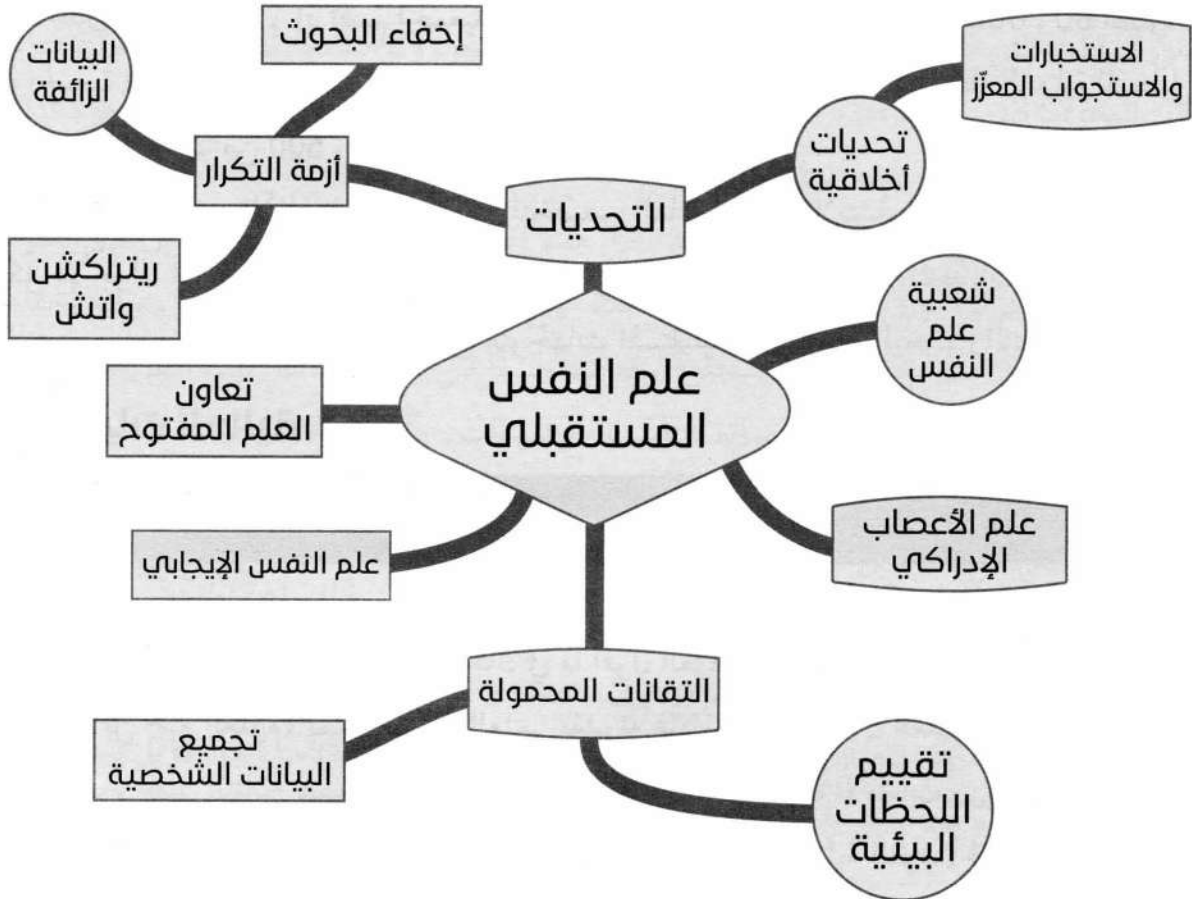 إخفاء البحوث
البيانات
الزائفة
الاستخبارات
والاستجواب المعزّز
أزمة التكرار
تحديات
أخلاقية
التحديات
ريتراكشن
واتش
شعبية
علم
النفس
علم النفس
المستقبلي
تعاون
العلم المفتوح
علم الأعصاب
الإدراكي
علم النفس الإيجابي
التقانات المحمولة
تجميع
البيانات الشخصية
تقييم
اللحظات
البيئية